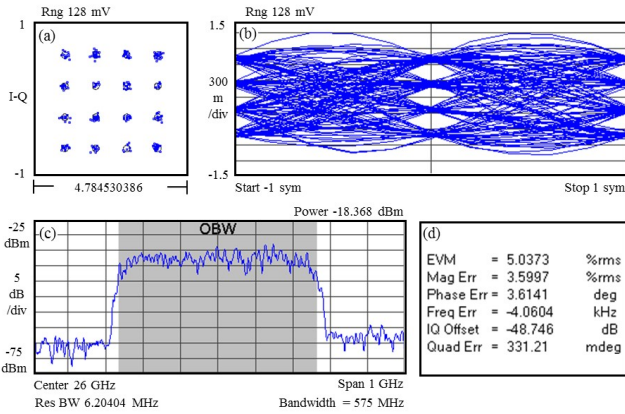 Rng 128 mV
1
(a)
I-Q
-1
4.784530386
Rng 128 mV
1.5
(b)
300
m
/div
-1.5
Start -1 sym
Stop 1 sym
Power -18.368 dBm
-25
dBm
(c)
OBW
5
dB
/div
-75
dBm
Center 26 GHz
Span 1 GHz
Res BW 6.20404 MHz
Bandwidth = 575 MHz
(d)
EVM = 5.0373 %rms
Mag Err = 3.5997 %rms
Phase Err = 3.6141 deg
Freq Err = -4.0604 kHz
IQ Offset = -48.746 dB
Quad Err = 331.21 mdeg